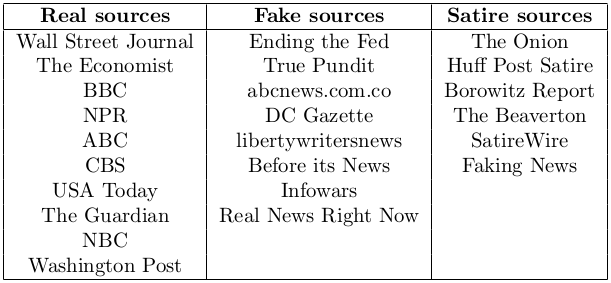 Real sources Fake sources Satire sources
Wall Street Journal Ending the Fed The Onion
The Economist True Pundit Huff Post Satire
BBC abcnews.com.co Borowitz Report
NPR DC Gazette The Beaverton
ABC libertywritersnews SatireWire
CBS Before its News Faking News
USA Today Infowars
The Guardian Real News Right Now
NBC
Washington Post